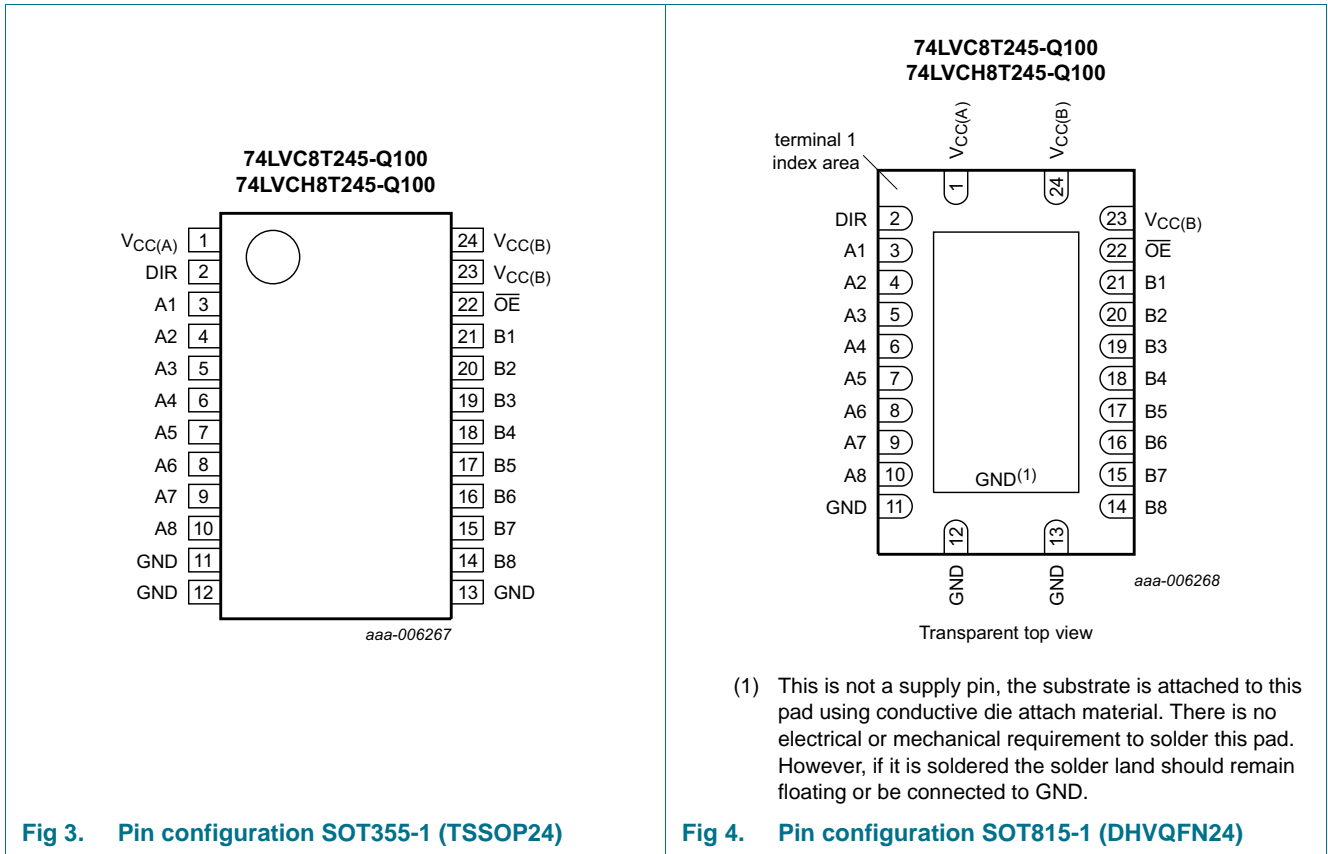 74LVC8T245-Q100
74LVCH8T245-Q100
VCC(A) 1 24 VCC(B)
DIR 2 23 VCC(B)
A1 3 22 OE
A2 4 21 B1
A3 5 20 B2
A4 6 19 B3
A5 7 18 B4
A6 8 17 B5
A7 9 16 B6
A8 10 15 B7
GND 11 14 B8
GND 12 13 GND
aaa-006267
Fig 3. Pin configuration SOT355-1 (TSSOP24)
74LVC8T245-Q100
74LVCH8T245-Q100
VCC(A) VCC(B)
terminal 1
index area
1 24
DIR 2 23 VCC(B)
A1 3 22 OE
A2 4 21 B1
A3 5 20 B2
A4 6 19 B3
A5 7 18 B4
A6 8 17 B5
A7 9 16 B6
A8 10 GND(1) 15 B7
GND 11 14 B8
12 13
GND GND
aaa-006268
Transparent top view
(1) This is not a supply pin, the substrate is attached to this
pad using conductive die attach material. There is no
electrical or mechanical requirement to solder this pad.
However, if it is soldered the solder land should remain
floating or be connected to GND.
Fig 4. Pin configuration SOT815-1 (DHVQFN24)